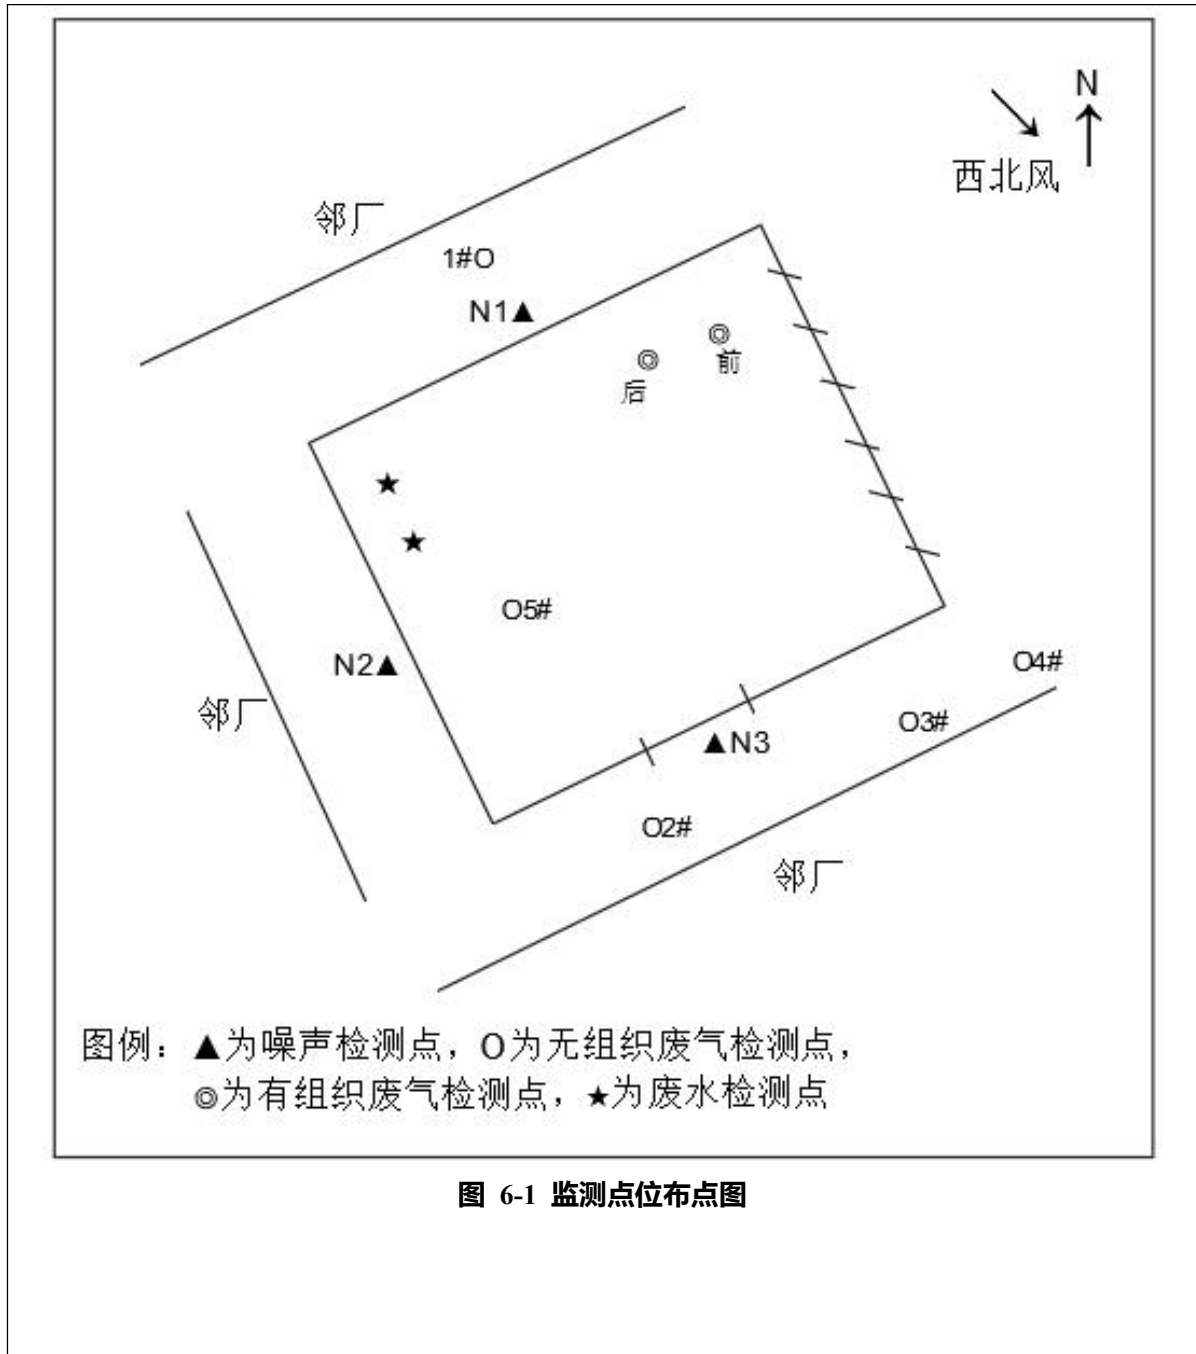 N
西北风
邻厂
1#O
N1▲
前
后
★
★
O5#
N2▲
O4#
邻厂
O3#
▲N3
O2#
邻厂
图例：▲为噪声检测点，O为无组织废气检测点，
◎为有组织废气检测点，★为废水检测点
图 6-1 监测点位布点图